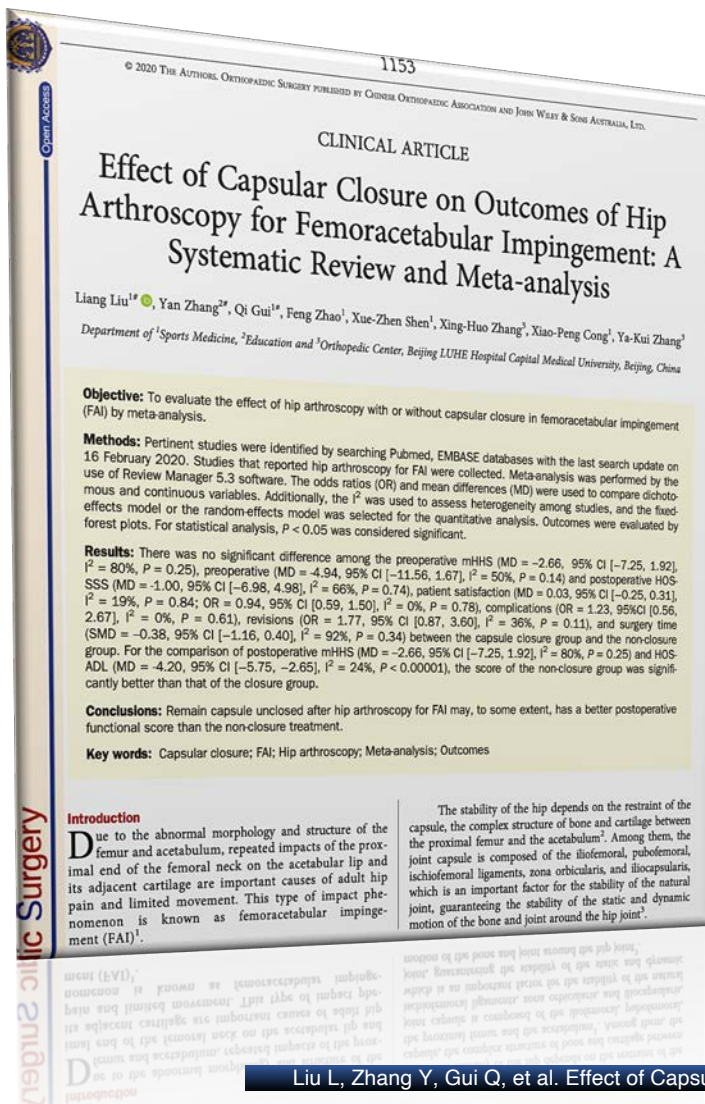 1153
© 2020 THE AUTHORS. ORTHOPAEDIC SURGERY PUBLISHED BY CHINESE ORTHOPAEDIC ASSOCIATION AND JOHN WILEY & SONS AUSTRALIA, LTD.
Open Access
CLINICAL ARTICLE
Effect of Capsular Closure on Outcomes of Hip
Arthroscopy for Femoracetabular Impingement: A
Systematic Review and Meta-analysis
Liang Liu1#, Yan Zhang2#, Qi Gui1#, Feng Zhao1, Xue-Zhen Shen1, Xing-Huo Zhang3, Xiao-Peng Cong1, Ya-Kui Zhang3
Department of 1Sports Medicine, 2Education and 3Orthopedic Center, Beijing LUHE Hospital Capital Medical University, Beijing, China
Objective: To evaluate the effect of hip arthroscopy with or without capsular closure in femoracetabular impingement
(FAI) by meta-analysis.
Methods: Pertinent studies were identified by searching Pubmed, EMBASE databases with the last search update on
16 February 2020. Studies that reported hip arthroscopy for FAI were collected. Meta-analysis was performed by the
use of Review Manager 5.3 software. The odds ratios (OR) and mean differences (MD) were used to compare dichoto-
mous and continuous variables. Additionally, the I2 was used to assess heterogeneity among studies, and the fixed-
effects model or the random-effects model was selected for the quantitative analysis. Outcomes were evaluated by
forest plots. For statistical analysis, P < 0.05 was considered significant.
Results: There was no significant difference among the preoperative mHHS (MD = −2.66, 95% CI [−7.25, 1.92],
I2 = 80%, P = 0.25), preoperative (MD = -4.94, 95% CI [−11.56, 1.67], I2 = 50%, P = 0.14) and postoperative HOS-
SSS (MD = -1.00, 95% CI [−6.98, 4.98], I2 = 66%, P = 0.74), patient satisfaction (MD = 0.03, 95% CI [−0.25, 0.31],
I2 = 19%, P = 0.84; OR = 0.94, 95% CI [0.59, 1.50], I2 = 0%, P = 0.78), complications (OR = 1.23, 95%CI [0.56,
2.67], I2 = 0%, P = 0.61), revisions (OR = 1.77, 95% CI [0.87, 3.60], I2 = 36%, P = 0.11), and surgery time
(SMD = −0.38, 95% CI [−1.16, 0.40], I2 = 92%, P = 0.34) between the capsule closure group and the non-closure
group. For the comparison of postoperative mHHS (MD = −2.66, 95% CI [−7.25, 1.92], I2 = 80%, P = 0.25) and HOS-
ADL (MD = -4.20, 95% CI [−5.75, −2.65], I2 = 24%, P < 0.00001), the score of the non-closure group was signifi-
cantly better than that of the closure group.
Conclusions: Remain capsule unclosed after hip arthroscopy for FAI may, to some extent, has a better postoperative
functional score than the non-closure treatment.
Key words: Capsular closure; FAI; Hip arthroscopy; Meta-analysis; Outcomes
Introduction
Due to the abnormal morphology and structure of the
femur and acetabulum, repeated impacts of the prox-
imal end of the femoral neck on the acetabular lip and
its adjacent cartilage are important causes of adult hip
pain and limited movement. This type of impact phe-
nomenon is known as femoracetabular impinge-
ment (FAI)1.
The stability of the hip depends on the restraint of the
capsule, the complex structure of bone and cartilage between
the proximal femur and the acetabulum2. Among them, the
joint capsule is composed of the iliofemoral, pubofemoral,
ischiofemoral ligaments, zona orbicularis, and iliocapsularis,
which is an important factor for the stability of the natural
joint, guaranteeing the stability of the static and dynamic
motion of the bone and joint around the hip joint3.
ic Surgery
Liu L, Zhang Y, Gui Q, et al. Effect of Capsu